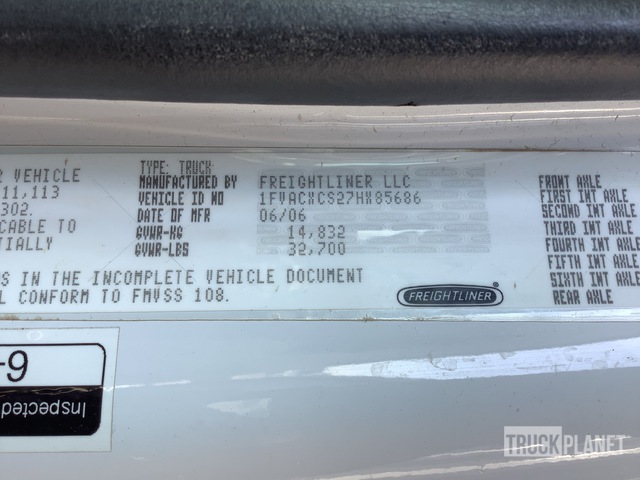 R VEHICLE
11,113
302.
CABLE TO
TIALLY
TYPE: TRUCK
MANUFACTURED BY FREIGHTLINER LLC
VEHICLE ID NO 1FVACXCS27HX85686
DATE OF MFR 06/06
GVWR-KG 14,832
GVWR-LBS 32,700
S IN THE INCOMPLETE VEHICLE DOCUMENT
L CONFORM TO FMVSS 108.
FREIGHTLINER®
FRONT AXLE
FIRST INT AXLE
SECOND INT AXLE
THIRD INT AXLE
FOURTH INT AXLE
FIFTH INT AXLE
SIXTH INT AXLE
REAR AXLE
Inspected
TRUCKPLANET